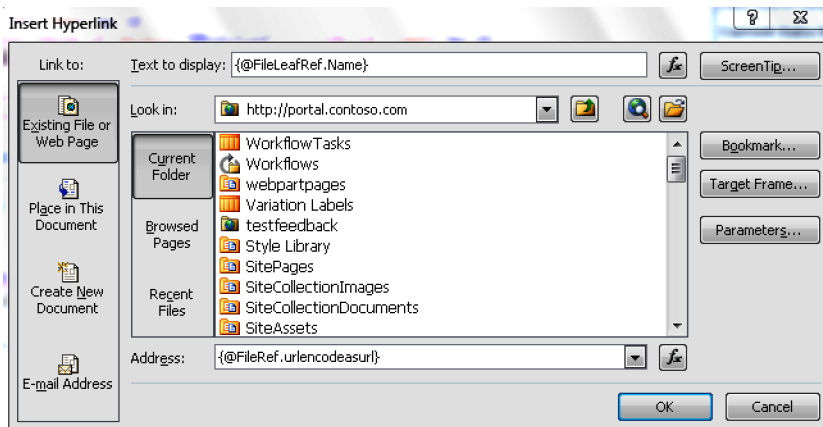 Insert Hyperlink
Link to:
Text to display: {@FileLeafRef.Name}
fx
ScreenTip...
Existing File or
Web Page
Look in: http://portal.contoso.com
Bookmark...
Target Frame...
Parameters...
Current
Folder
Browsed
Pages
Recent
Files
WorkflowTasks
Workflows
webpartpages
Variation Labels
testfeedback
Style Library
SitePages
SiteCollectionImages
SiteCollectionDocuments
SiteAssets
Place in This
Document
Create New
Document
E-mail Address
Address: {@FileRef.urlencodeasurl}
fx
OK
Cancel